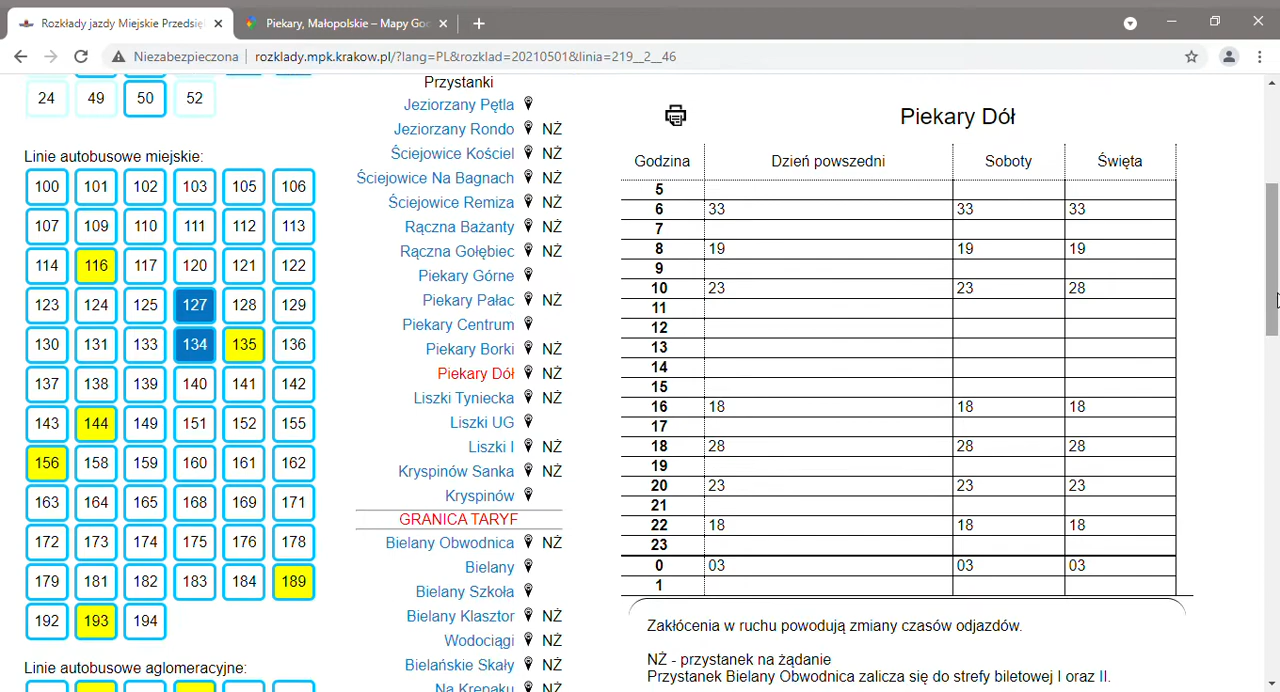 Rozkłady jazdy Miejskie Przedsię
Piekary, Małopolskie – Mapy Go
Niezabezpieczona
rozklady.mpk.krakow.pl/?lang=PL&rozklad=20210501&linia=219__2__46
24 49 50 52
Linie autobusowe miejskie:
100 101 102 103 105 106
107 109 110 111 112 113
114 116 117 120 121 122
123 124 125 127 128 129
130 131 133 134 135 136
137 138 139 140 141 142
143 144 149 151 152 155
156 158 159 160 161 162
163 164 165 168 169 171
172 173 174 175 176 178
179 181 182 183 184 189
192 193 194
Linie autobusowe aglomeracyjne:
Przystanki
Jeziorzany Pętla
Jeziorzany Rondo NŻ
Ściejowice Kościel NŻ
Ściejowice Na Bagnach NŻ
Ściejowice Remiza NŻ
Rączna Bażanty NŻ
Rączna Gołębiec NŻ
Piekary Górne
Piekary Pałac NŻ
Piekary Centrum
Piekary Borki NŻ
Piekary Dół NŻ
Liszki Tyniecka NŻ
Liszki UG
Liszki I NŻ
Kryspinów Sanka NŻ
Kryspinów
GRANICA TARYF
Bielany Obwodnica NŻ
Bielany
Bielany Szkoła
Bielany Klasztor NŻ
Wodociągi NŻ
Bielańskie Skały NŻ
Na Krępaku NŻ
Piekary Dół
Godzina Dzień powszedni Soboty Święta
5
6 33 33 33
7
8 19 19 19
9
10 23 23 28
11
12
13
14
15
16 18 18 18
17
18 28 28 28
19
20 23 23 23
21
22 18 18 18
23
0 03 03 03
1
Zakłócenia w ruchu powodują zmiany czasów odjazdów.
NŻ - przystanek na żądanie
Przystanek Bielany Obwodnica zalicza się do strefy biletowej I oraz II.